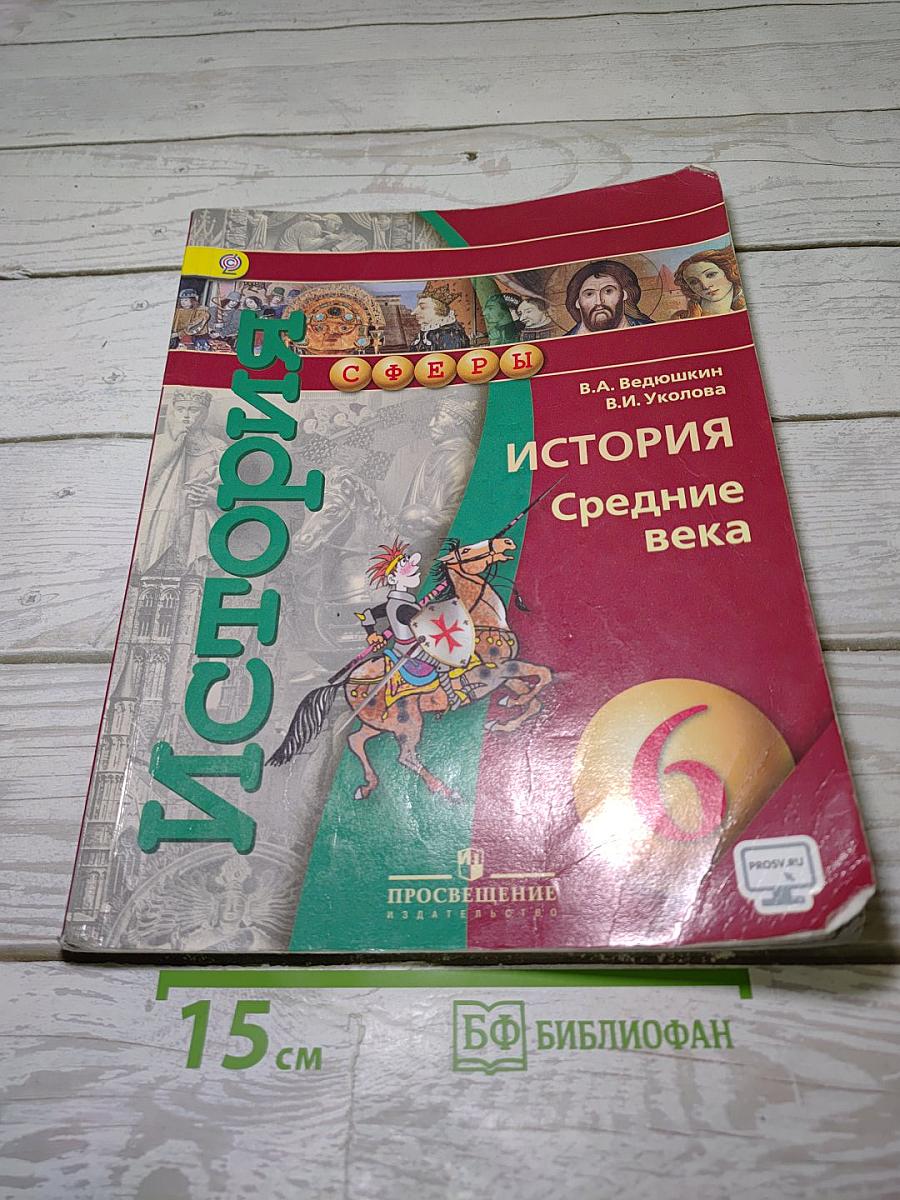 СФЕРЫ
В.А. Ведюшкин
В.И. Уколова
ИСТОРИЯ
Средние
века
История
6
PROSV.RU
ПРОСВЕЩЕНИЕ
ИЗДАТЕЛЬСТВО
15 см
БФ БИБЛИОФАН